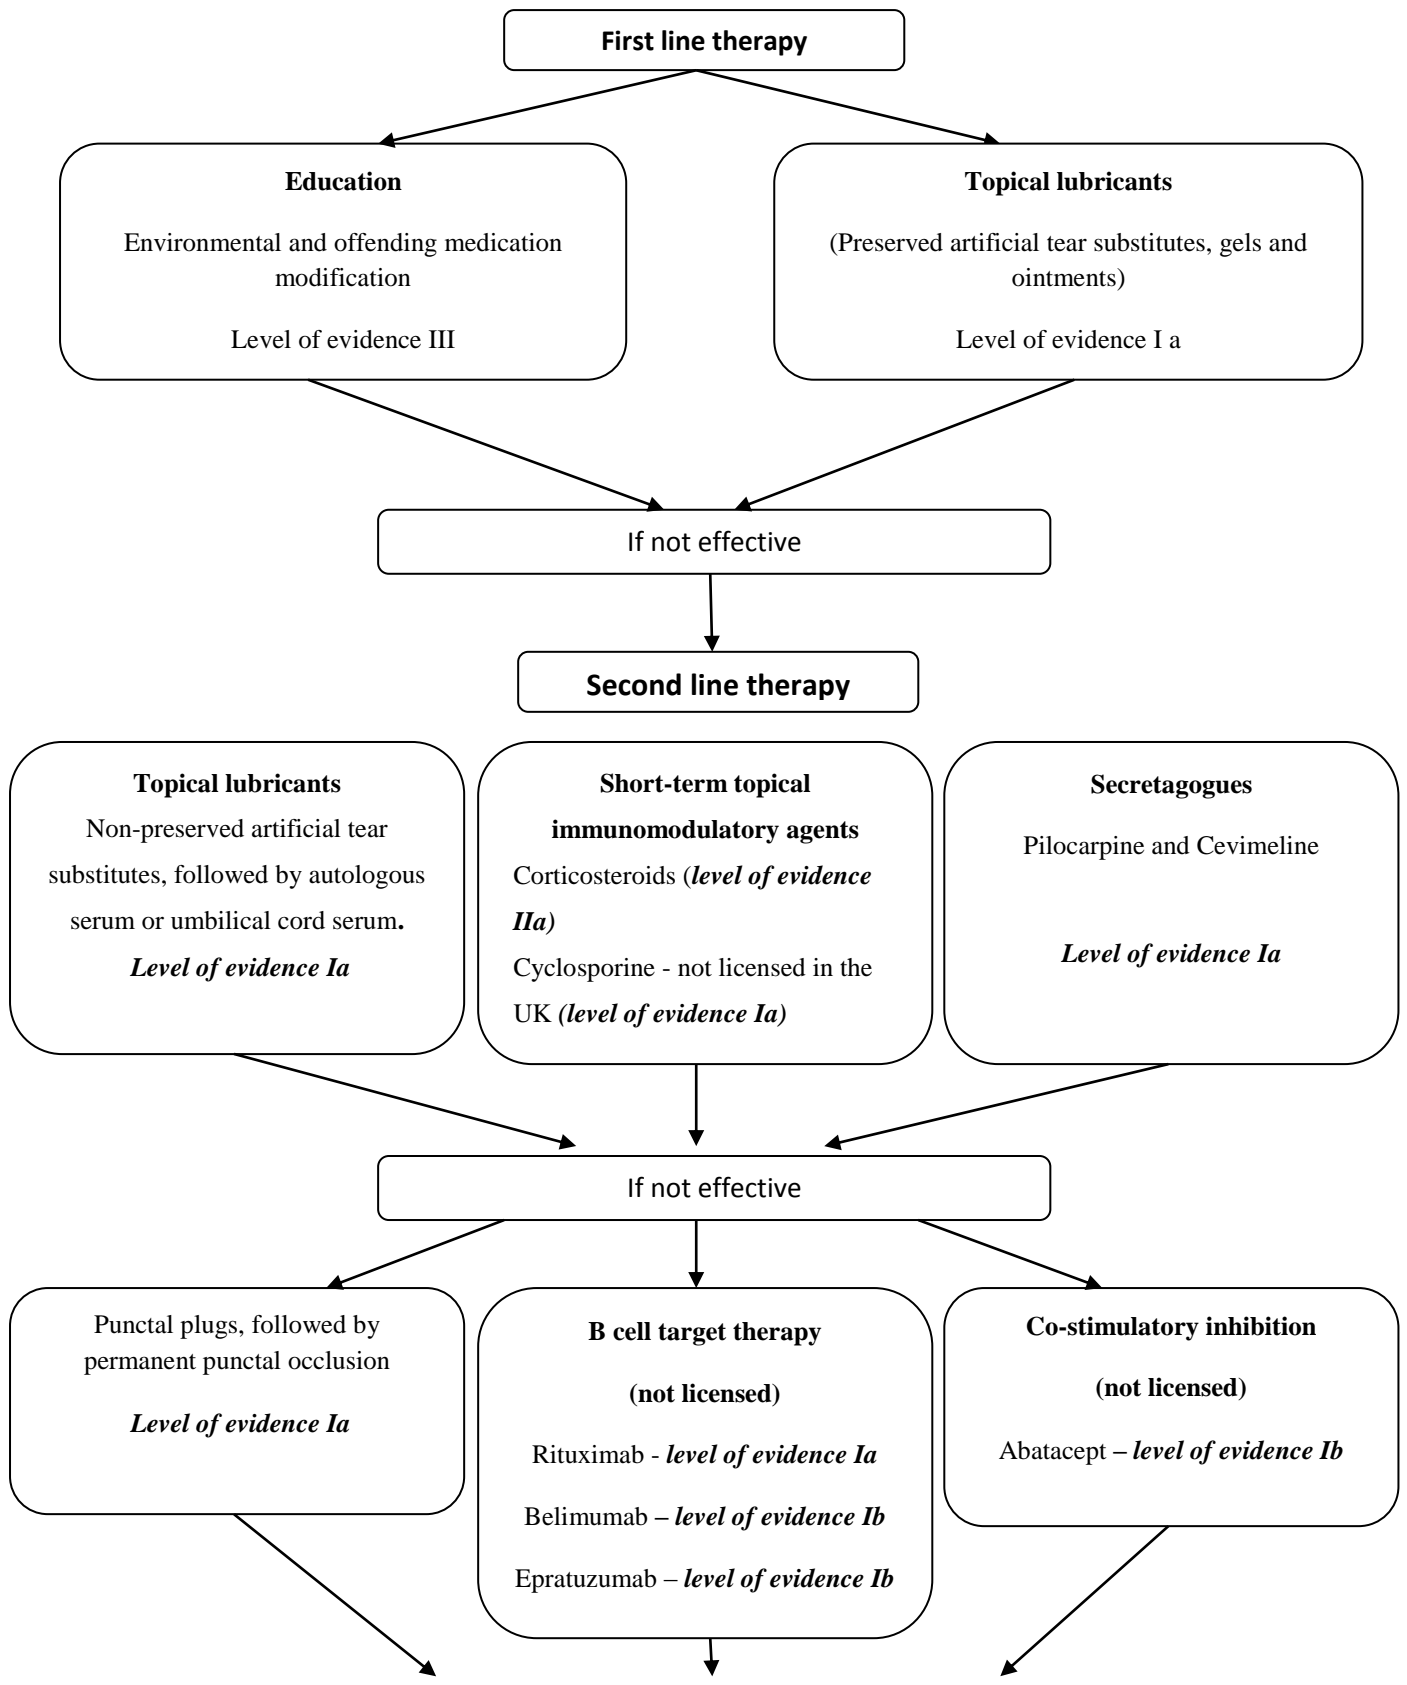 First line therapy
Education
Environmental and offending medication
modification
Level of evidence III
Topical lubricants
(Preserved artificial tear substitutes, gels and
ointments)
Level of evidence I a
If not effective
Second line therapy
Topical lubricants
Non-preserved artificial tear
substitutes, followed by autologous
serum or umbilical cord serum.
Level of evidence Ia
Short-term topical
immunomodulatory agents
Corticosteroids (level of evidence
IIa)
Cyclosporine - not licensed in the
UK (level of evidence Ia)
Secretagogues
Pilocarpine and Cevimeline
Level of evidence Ia
If not effective
Punctal plugs, followed by
permanent punctal occlusion
Level of evidence Ia
B cell target therapy
(not licensed)
Rituximab - level of evidence Ia
Belimumab – level of evidence Ib
Epratuzumab – level of evidence Ib
Co-stimulatory inhibition
(not licensed)
Abatacept – level of evidence Ib